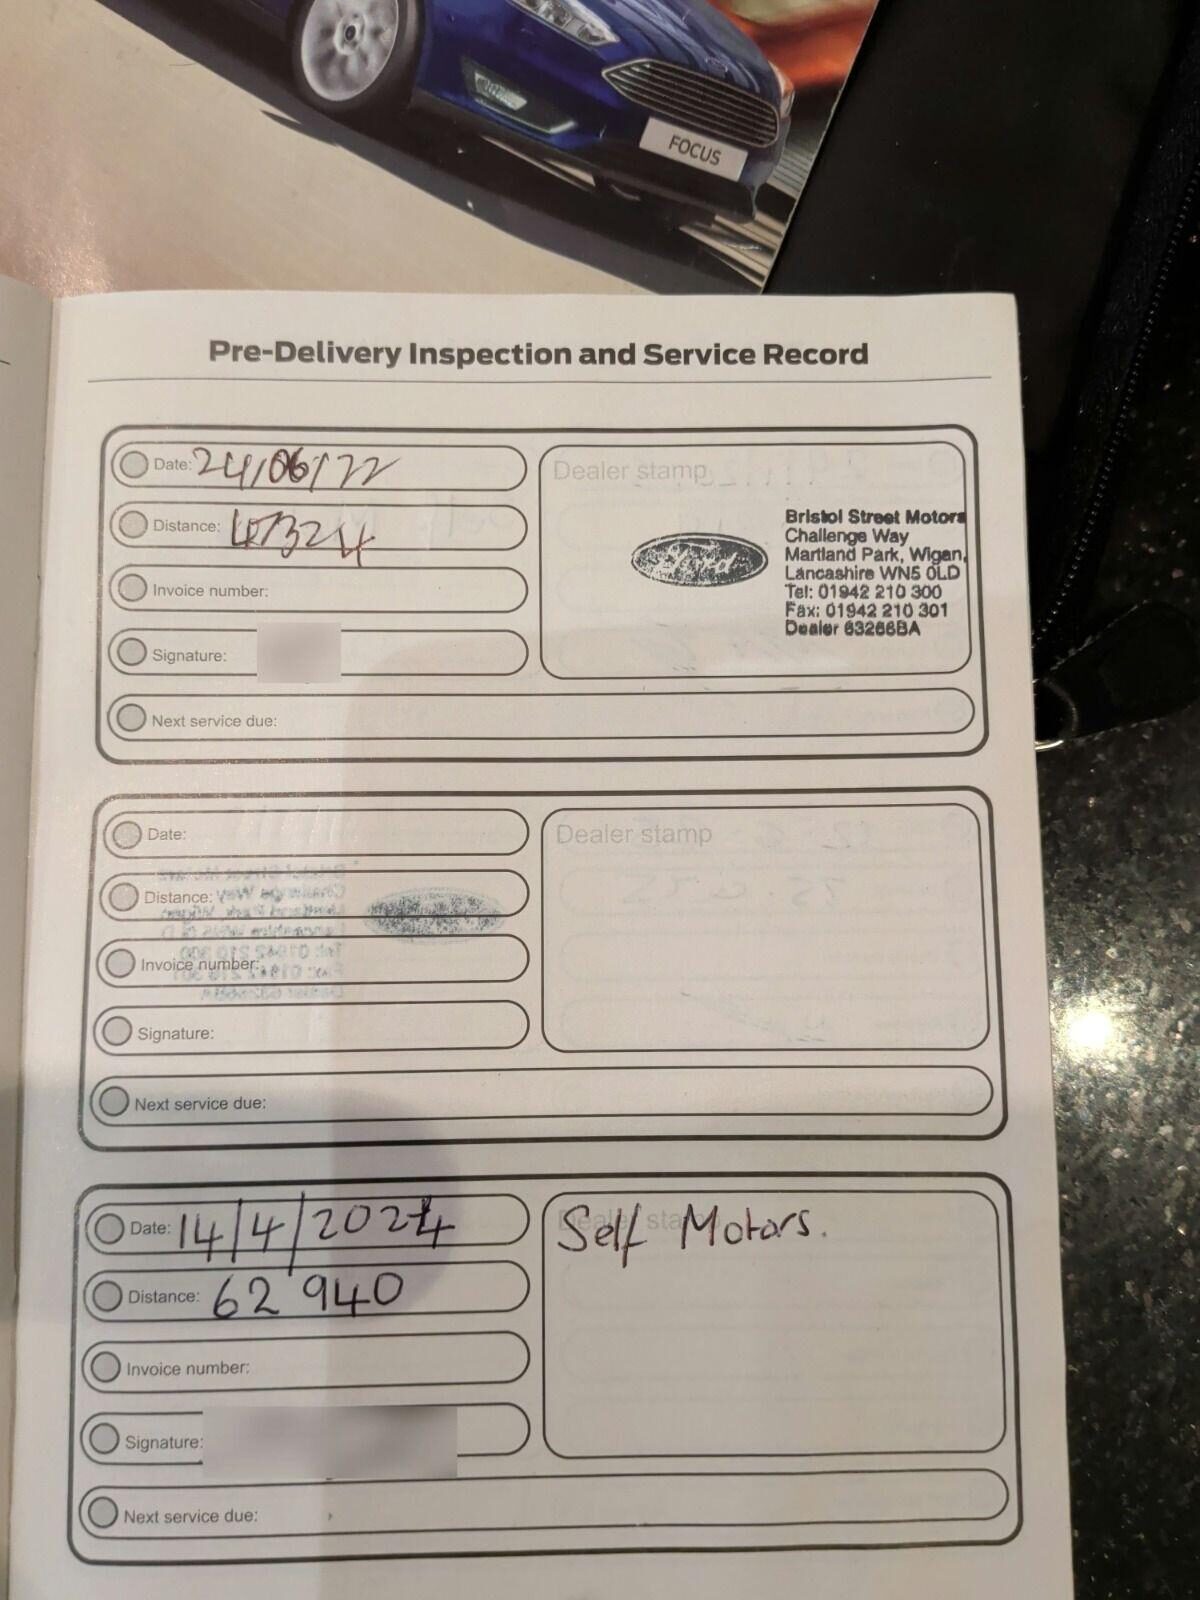 FOCUS
Pre-Delivery Inspection and Service Record
Date: 24/06/22
Distance: 47324
Invoice number:
Signature:
Next service due:
Dealer stamp
Ford
Bristol Street Motors
Challenge Way
Martland Park, Wigan,
Lancashire WN5 0LD
Tel: 01942 210 300
Fax: 01942 210 301
Dealer 63266BA
Date:
Distance:
Invoice number:
Signature:
Next service due:
Dealer stamp
Date: 14/4/2024
Distance: 62 940
Invoice number:
Signature:
Next service due:
Dealer stamp
Self Motors.